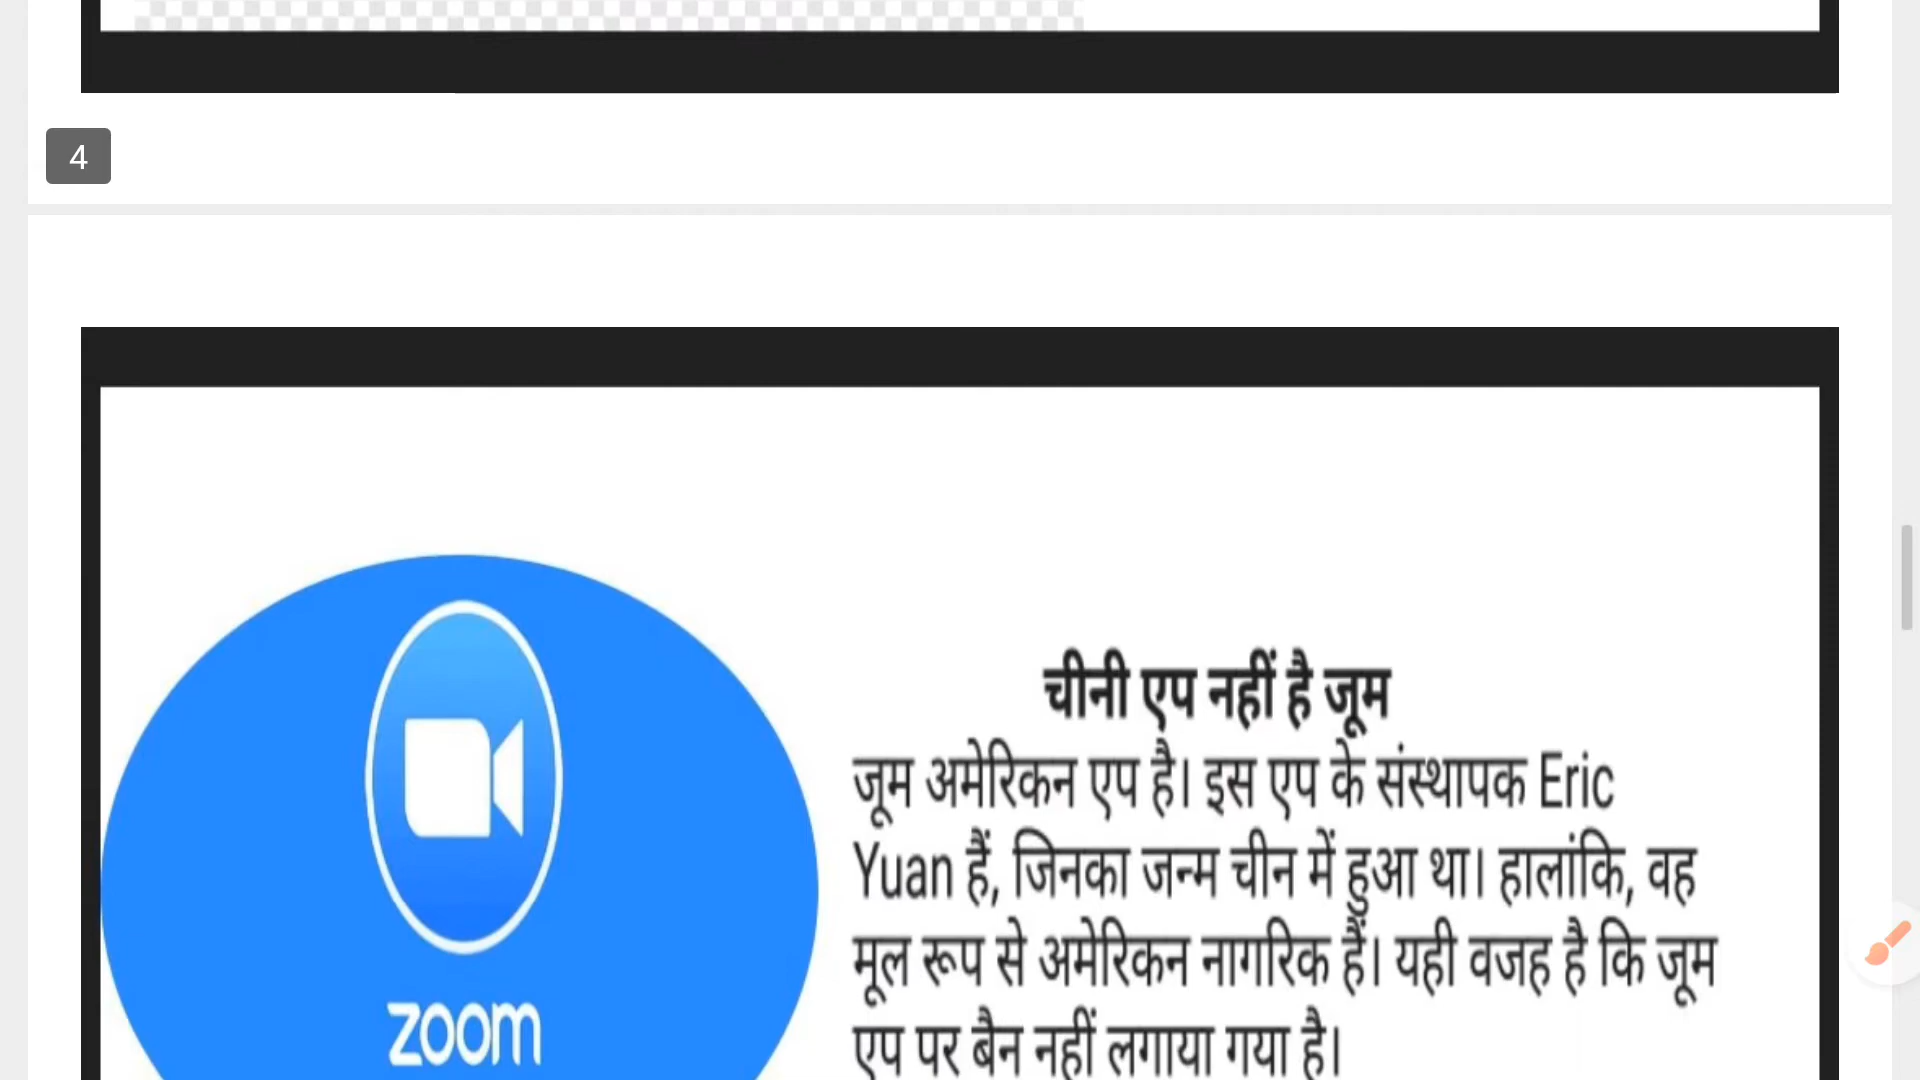 4
चीनी एप नहीं है जूम
जूम अमेरिकन एप है। इस एप के संस्थापक Eric
Yuan हैं, जिनका जन्म चीन में हुआ था। हालांकि, वह
मूल रूप से अमेरिकन नागरिक हैं। यही वजह है कि जूम
एप पर बैन नहीं लगाया गया है।
zoom